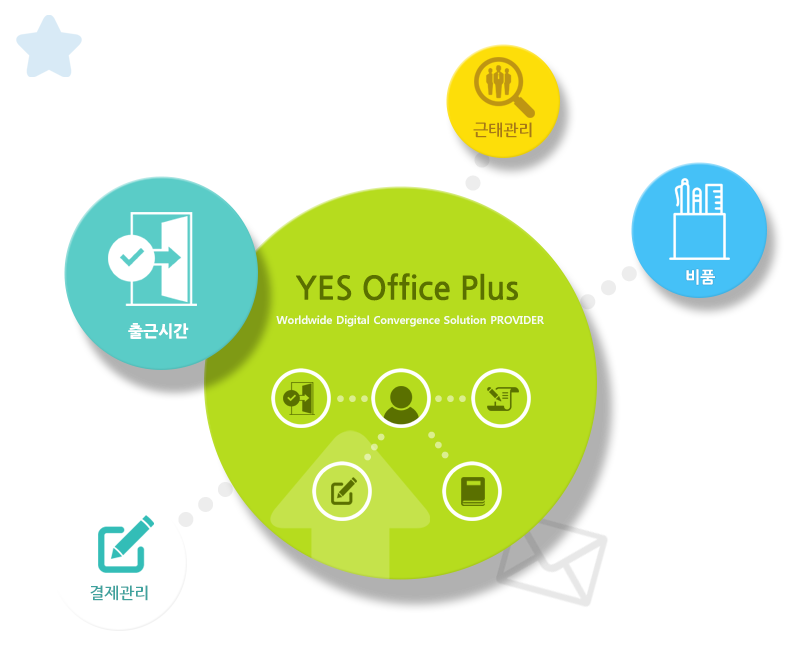 근태관리
비품
YES Office Plus
Worldwide Digital Convergence Solution PROVIDER
출근시간
결제관리